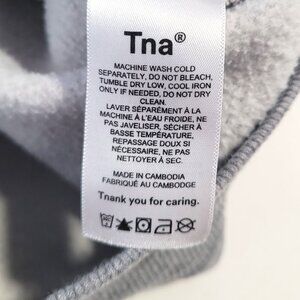 Tna®
MACHINE WASH COLD
SEPARATELY, DO NOT BLEACH,
TUMBLE DRY LOW, COOL IRON
ONLY IF NEEDED, DO NOT DRY
CLEAN.
LAVER SÉPARÉMENT À LA
MACHINE À L'EAU FROIDE, NE
PAS JAVELISER, SÉCHER À
BASSE TEMPÉRATURE,
REPASSAGE DOUX SI
NÉCESSAIRE, NE PAS
NETTOYER À SEC.
MADE IN CAMBODIA
FABRIQUÉ AU CAMBODGE
Thank you for caring.